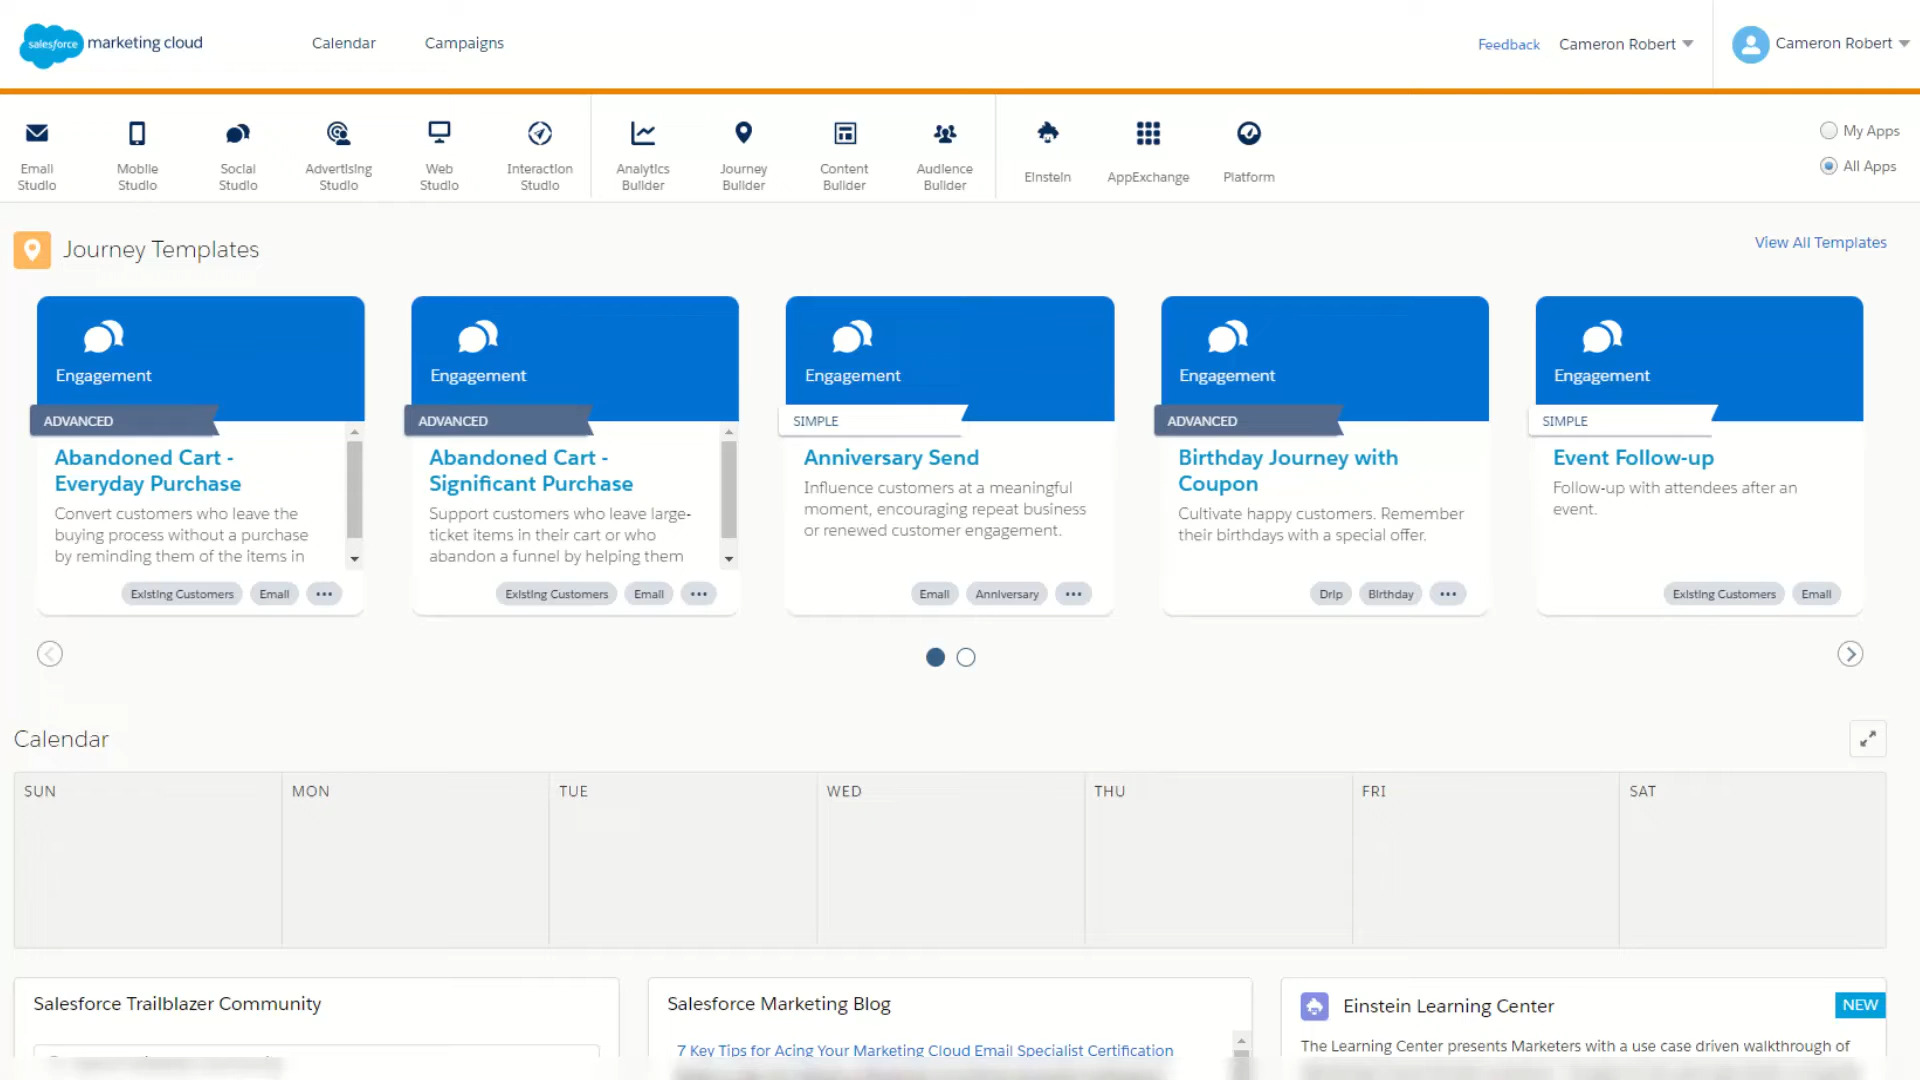 salesforce marketing cloud
Calendar
Campaigns
Feedback
Cameron Robert
Cameron Robert
Email Studio
Mobile Studio
Social Studio
Advertising Studio
Web Studio
Interaction Studio
Analytics Builder
Journey Builder
Content Builder
Audience Builder
Einstein
AppExchange
Platform
My Apps
All Apps
Journey Templates
View All Templates
Engagement
ADVANCED
Abandoned Cart -
Everyday Purchase
Convert customers who leave the
buying process without a purchase
by reminding them of the items in
Existing Customers
Email
•••
Engagement
ADVANCED
Abandoned Cart -
Significant Purchase
Support customers who leave large-
ticket items in their cart or who
abandon a funnel by helping them
Existing Customers
Email
•••
Engagement
SIMPLE
Anniversary Send
Influence customers at a meaningful
moment, encouraging repeat business
or renewed customer engagement.
Email
Anniversary
•••
Engagement
ADVANCED
Birthday Journey with
Coupon
Cultivate happy customers. Remember
their birthdays with a special offer.
Drip
Birthday
•••
Engagement
SIMPLE
Event Follow-up
Follow-up with attendees after an
event.
Existing Customers
Email
Calendar
SUN
MON
TUE
WED
THU
FRI
SAT
Salesforce Trailblazer Community
Salesforce Marketing Blog
7 Key Tips for Acing Your Marketing Cloud Email Specialist Certification
Einstein Learning Center
NEW
The Learning Center presents Marketers with a use case driven walkthrough of